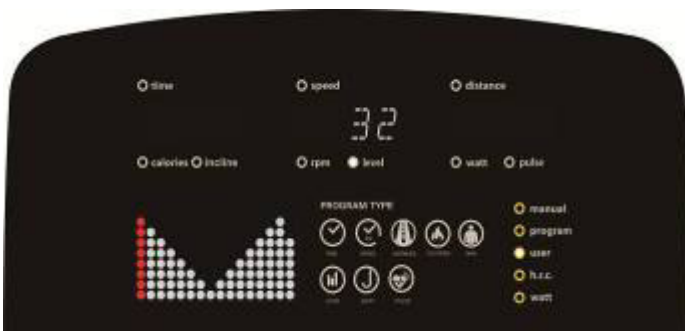 time speed distance
32
calories incline rpm level watt pulse
PROGRAM TYPE
manual
program
user
h.r.c.
watt